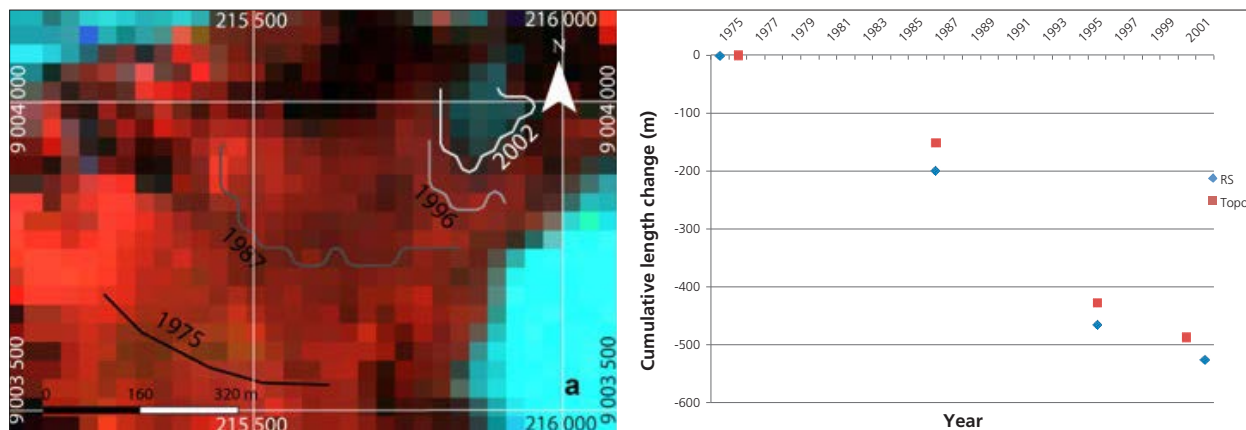 215 500
216 000
N
9 004 000
9 004 000
2002
1996
1987
1975
9 003 500
9 003 500
0
160
320 m
a
215 500
216 000
1975
1977
1979
1981
1983
1985
1987
1989
1991
1993
1995
1997
1999
2001
0
-100
-200
-300
-400
-500
-600
Cumulative length change (m)
Year
RS
Topo